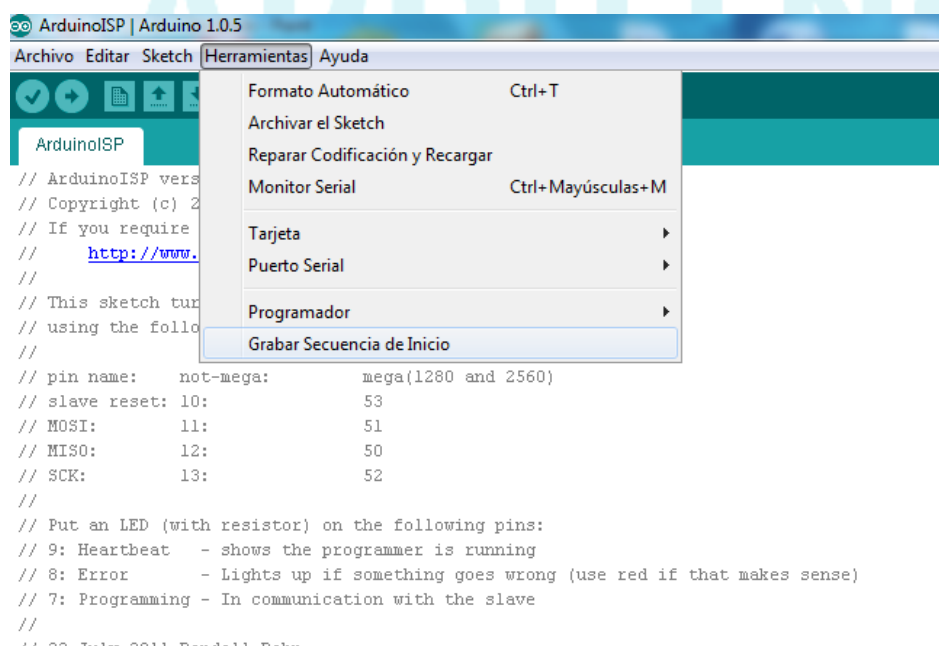 ArduinoISP | Arduino 1.0.5
Archivo Editar Sketch Herramientas Ayuda
Formato Automático Ctrl+T
Archivar el Sketch
Reparar Codificación y Recargar
Monitor Serial Ctrl+Mayúsculas+M
Tarjeta
Puerto Serial
Programador
Grabar Secuencia de Inicio
ArduinoISP
// ArduinoISP vers
// Copyright (c) 2
// If you require
// http://www.
//
// This sketch tur
// using the follo
//
// pin name: not-mega: mega(1280 and 2560)
// slave reset: 10: 53
// MOSI: 11: 51
// MISO: 12: 50
// SCK: 13: 52
//
// Put an LED (with resistor) on the following pins:
// 9: Heartbeat - shows the programmer is running
// 8: Error - Lights up if something goes wrong (use red if that makes sense)
// 7: Programming - In communication with the slave
//